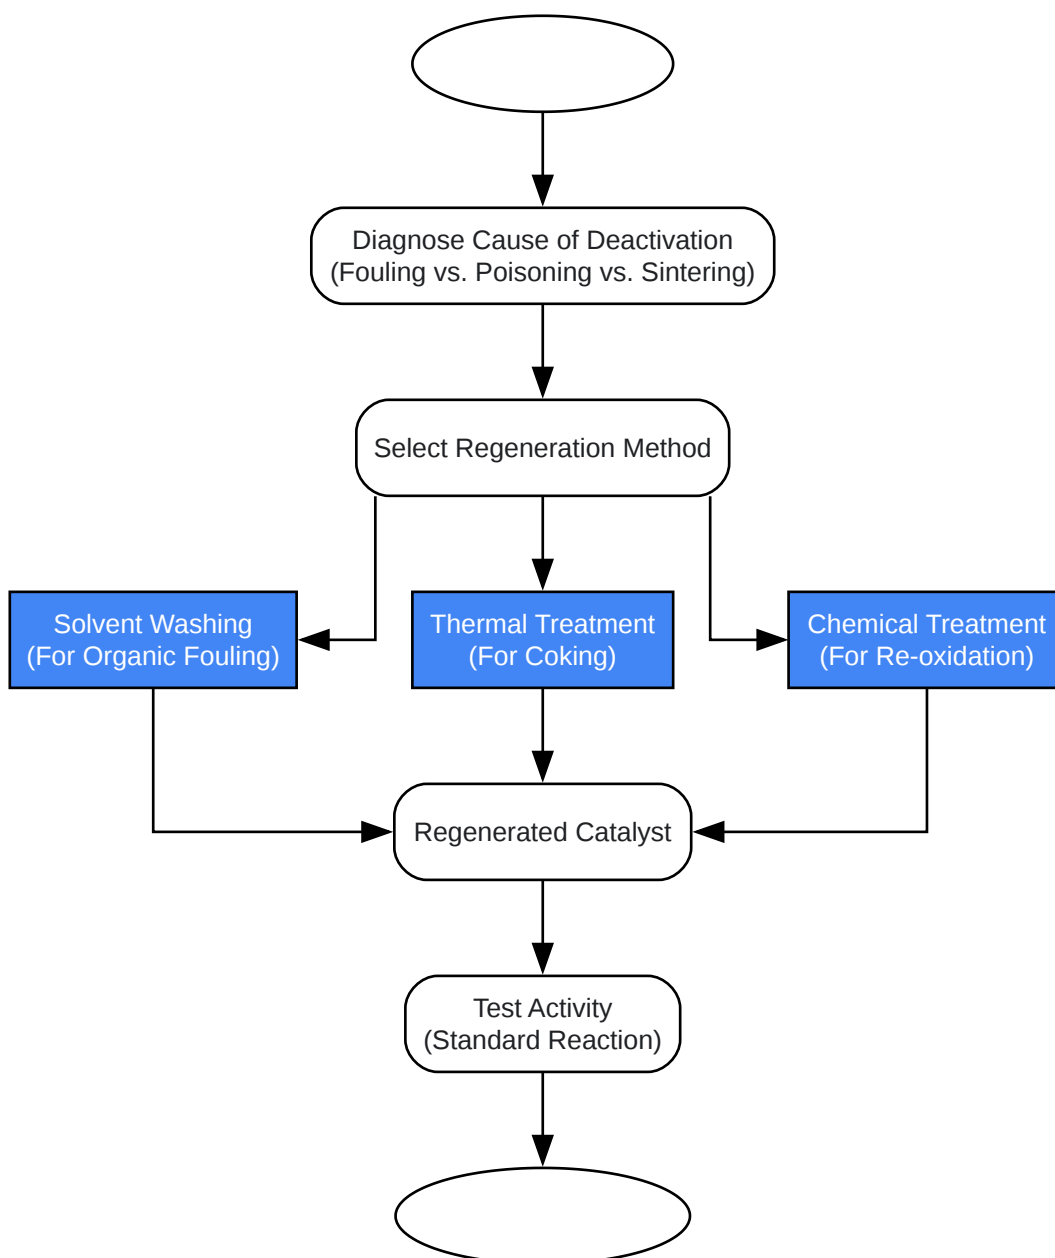 Diagnose Cause of Deactivation
(Fouling vs. Poisoning vs. Sintering)
Select Regeneration Method
Solvent Washing
(For Organic Fouling)
Thermal Treatment
(For Coking)
Chemical Treatment
(For Re-oxidation)
Regenerated Catalyst
Test Activity
(Standard Reaction)